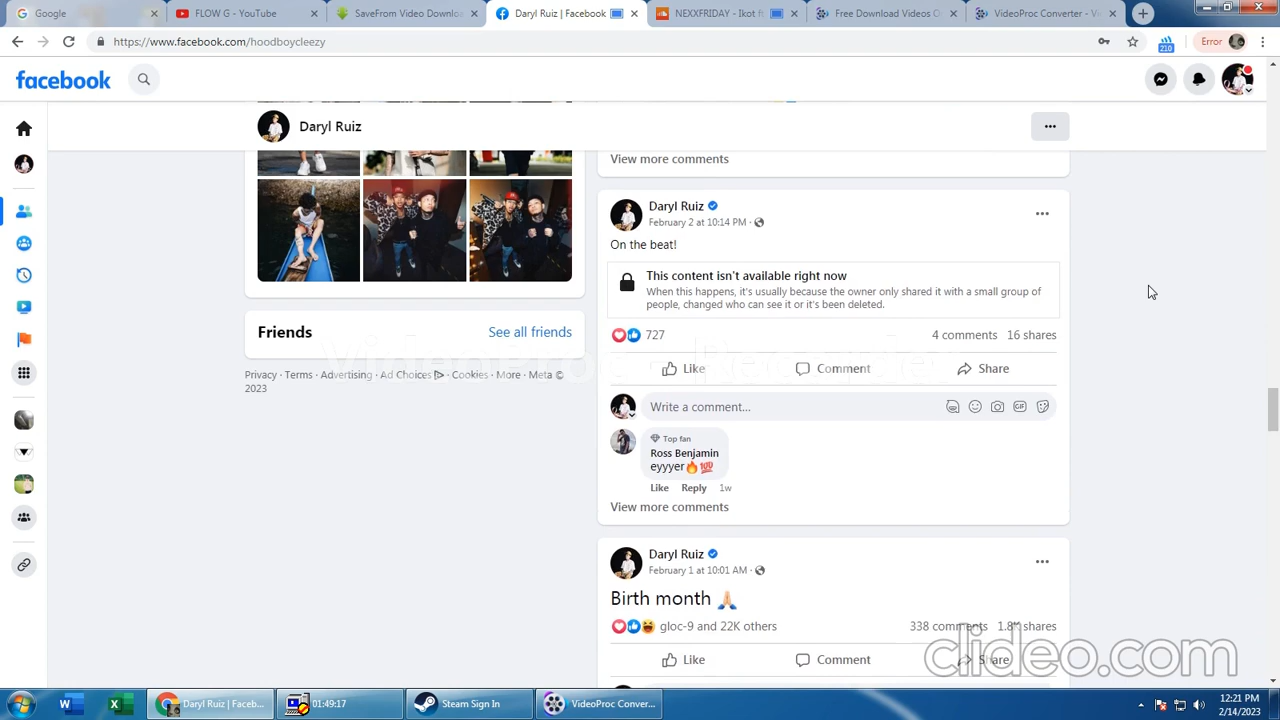 Google
FLOW G - YouTube
SaveFrom Video Downloa
Daryl Ruiz | Facebook
NEXXFRIDAY - Ikot f
Free Download Videos O
VideoProc Converter - V
https://www.facebook.com/hoodboycleezy
210
Error
facebook
Daryl Ruiz
View more comments
Daryl Ruiz
February 2 at 10:14 PM ·
On the beat!
This content isn't available right now
When this happens, it's usually because the owner only shared it with a small group of
people, changed who can see it or it's been deleted.
727
4 comments 16 shares
Like Comment Share
Write a comment…
GIF
Top fan
Ross Benjamin
eyyyer🔥💯
Like Reply 1w
View more comments
Friends
See all friends
Privacy · Terms · Advertising · Ad Choices · Cookies · More · Meta ©
2023
VideoProc
Daryl Ruiz
February 1 at 10:01 AM ·
Birth month 🙏🏻
gloc-9 and 22K others
338 comments 1.8K shares
Like Comment Share
clideo.com
Daryl Ruiz | Faceb...
01:49:17
Steam Sign In
VideoProc Conver...
12:21 PM
2/14/2023